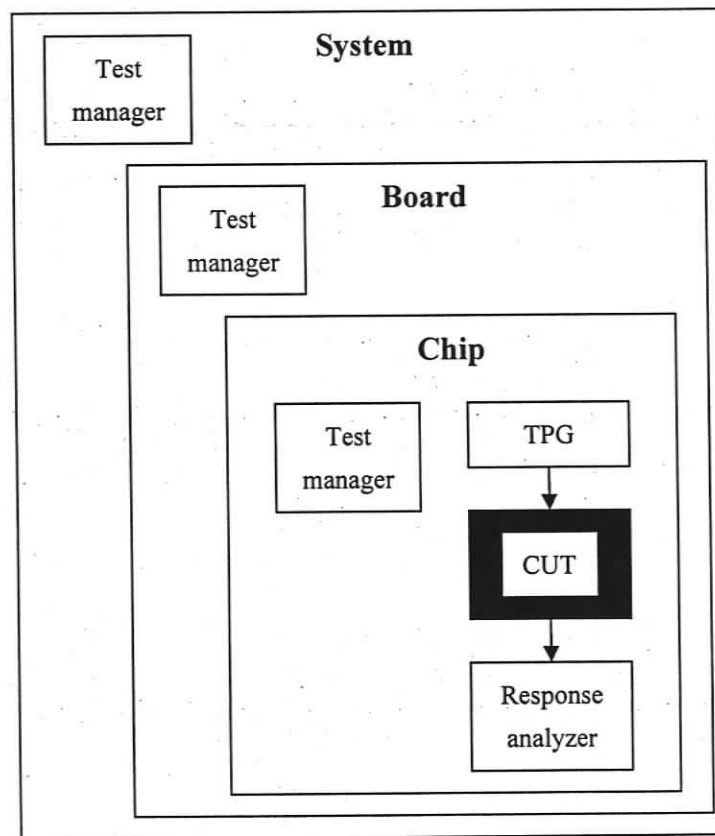 System
Test
manager
Board
Test
manager
Chip
Test
manager
TPG
CUT
Response
analyzer